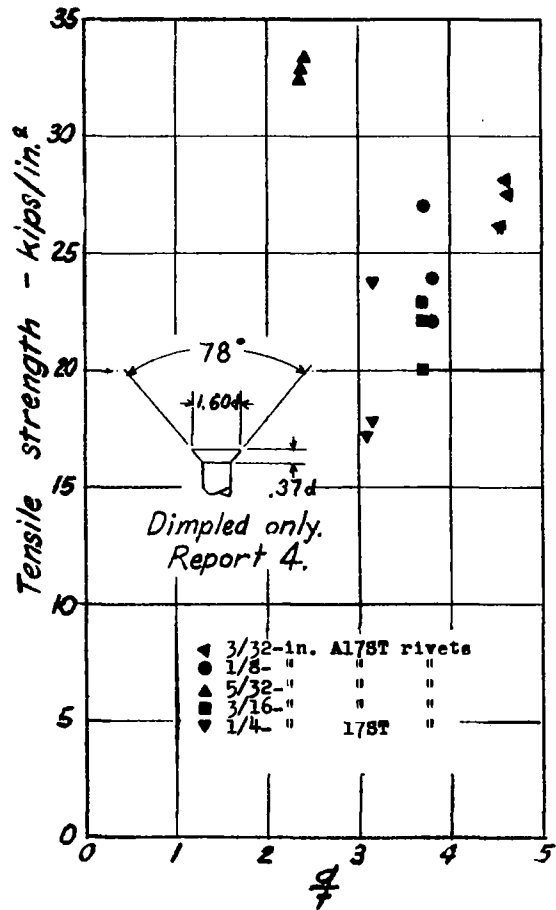 35
30
25
20
15
10
5
0
Tensile strength – kips/in.²
78°
1.60d
.37d
Dimpled only.
Report 4.
◄ 3/32-in. A17ST rivets
● 1/8- " " "
▲ 5/32- " " "
■ 3/16- " " "
▼ 1/4- " 17ST "
0 1 2 3 4 5
d/t